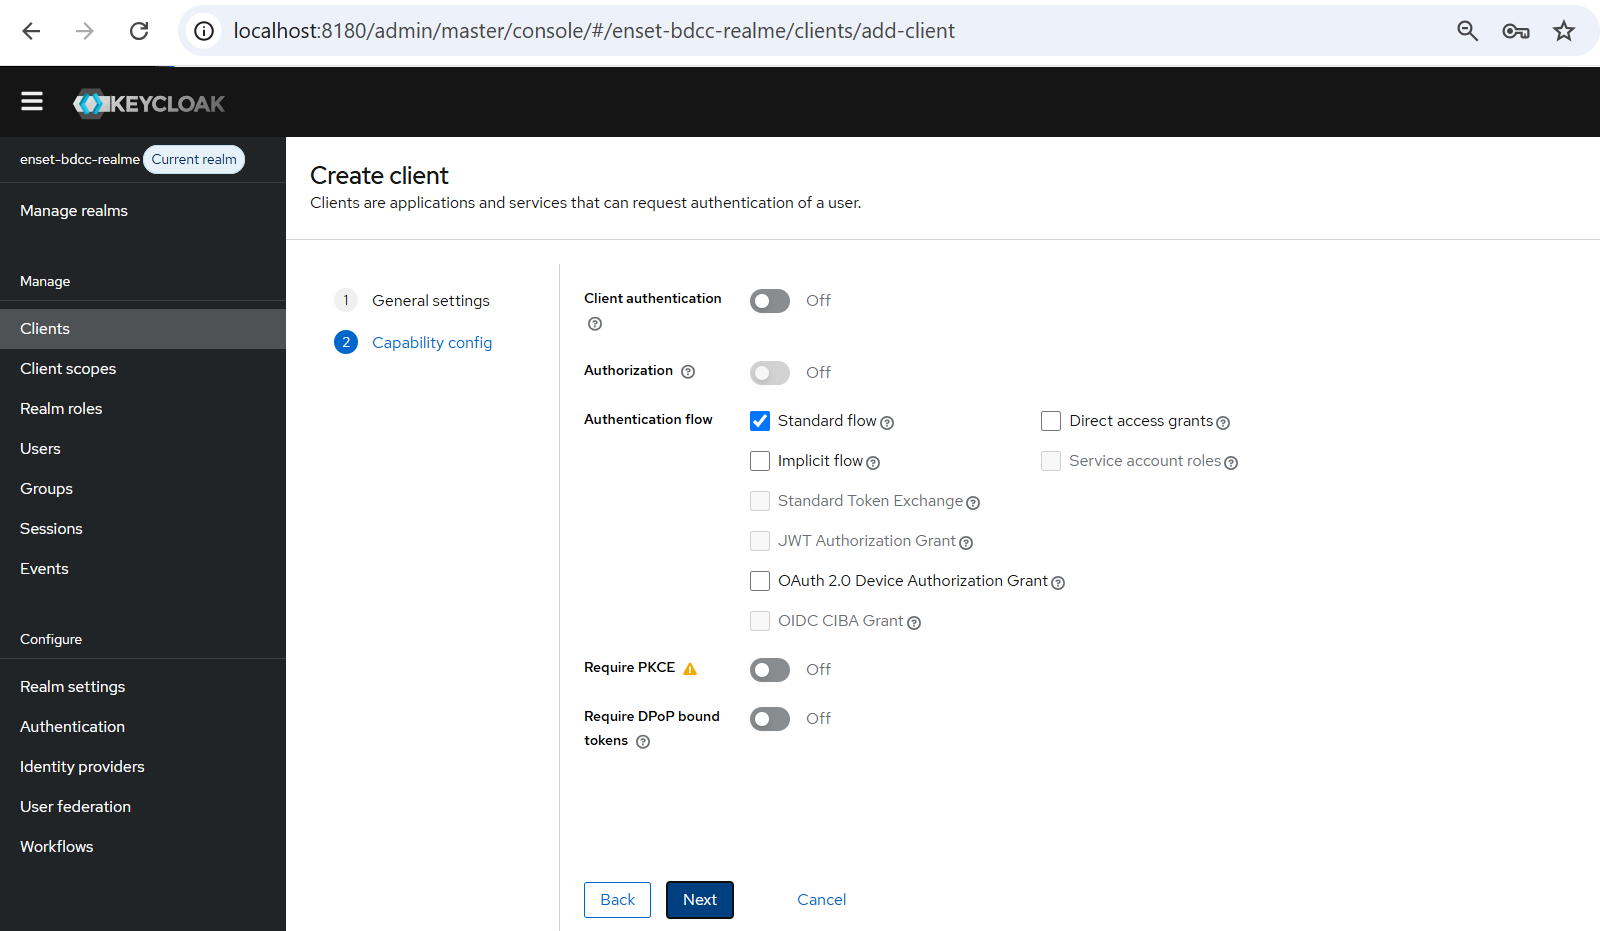 localhost:8180/admin/master/console/#/enset-bdcc-realme/clients/add-client
KEYCLOAK
enset-bdcc-realme Current realm
Manage realms
Manage
Clients
Client scopes
Realm roles
Users
Groups
Sessions
Events
Configure
Realm settings
Authentication
Identity providers
User federation
Workflows
Create client
Clients are applications and services that can request authentication of a user.
1 General settings
2 Capability config
Client authentication
Off
Authorization
Off
Authentication flow
Standard flow
Direct access grants
Implicit flow
Service account roles
Standard Token Exchange
JWT Authorization Grant
OAuth 2.0 Device Authorization Grant
OIDC CIBA Grant
Require PKCE
Off
Require DPoP bound
tokens
Off
Back
Next
Cancel